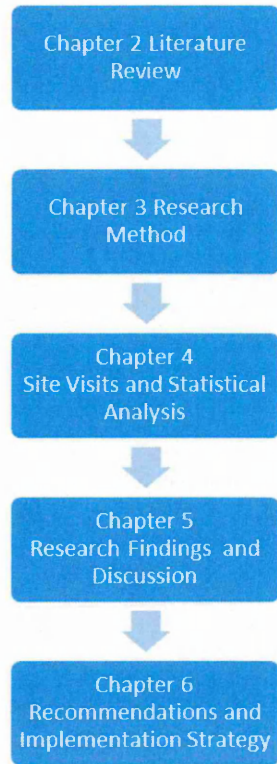 Chapter 2 Literature
Review
Chapter 3 Research
Method
Chapter 4
Site Visits and Statistical
Analysis
Chapter 5
Research Findings and
Discussion
Chapter 6
Recommendations and
Implementation Strategy